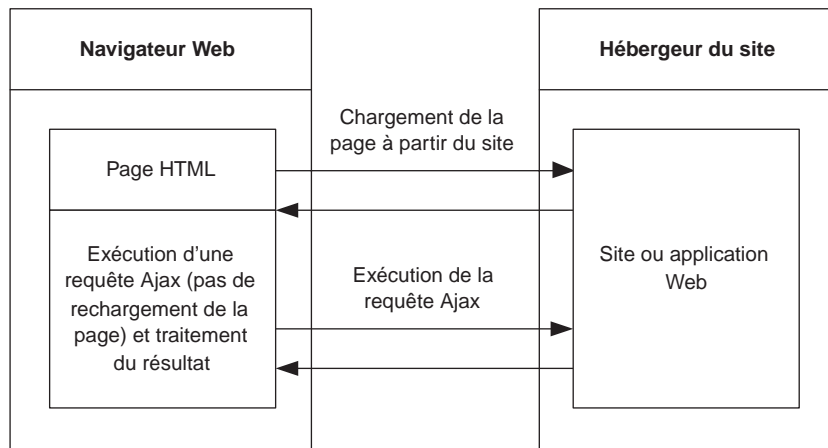 Navigateur Web
Hébergeur du site
Chargement de la
page à partir du site
Page HTML
Exécution d'une
requête Ajax (pas de
rechargement de la
page) et traitement
du résultat
Exécution de la
requête Ajax
Site ou application
Web